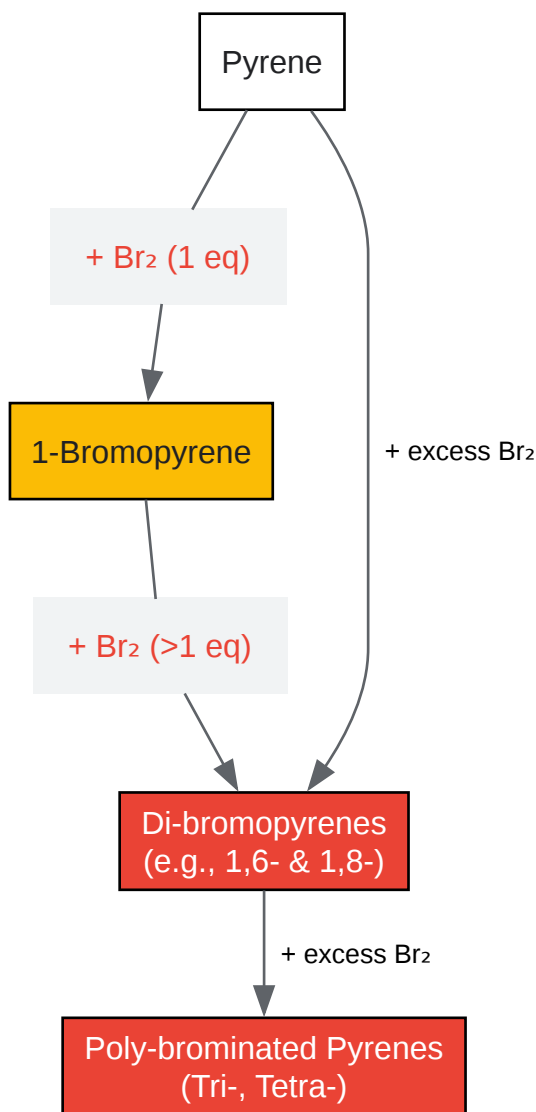 Pyrene
+ Br₂ (1 eq)
1-Bromopyrene
+ excess Br₂
+ Br₂ (>1 eq)
Di-bromopyrenes
(e.g., 1,6- & 1,8-)
+ excess Br₂
Poly-brominated Pyrenes
(Tri-, Tetra-)